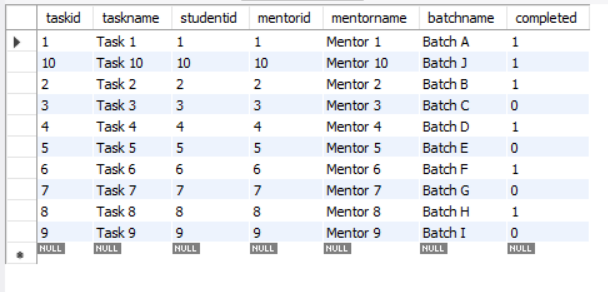 taskid taskname studentid mentorid mentorname batchname completed
1 Task 1 1 1 Mentor 1 Batch A 1
10 Task 10 10 10 Mentor 10 Batch J 1
2 Task 2 2 2 Mentor 2 Batch B 1
3 Task 3 3 3 Mentor 3 Batch C 0
4 Task 4 4 4 Mentor 4 Batch D 1
5 Task 5 5 5 Mentor 5 Batch E 0
6 Task 6 6 6 Mentor 6 Batch F 1
7 Task 7 7 7 Mentor 7 Batch G 0
8 Task 8 8 8 Mentor 8 Batch H 1
9 Task 9 9 9 Mentor 9 Batch I 0
NULL NULL NULL NULL NULL NULL NULL